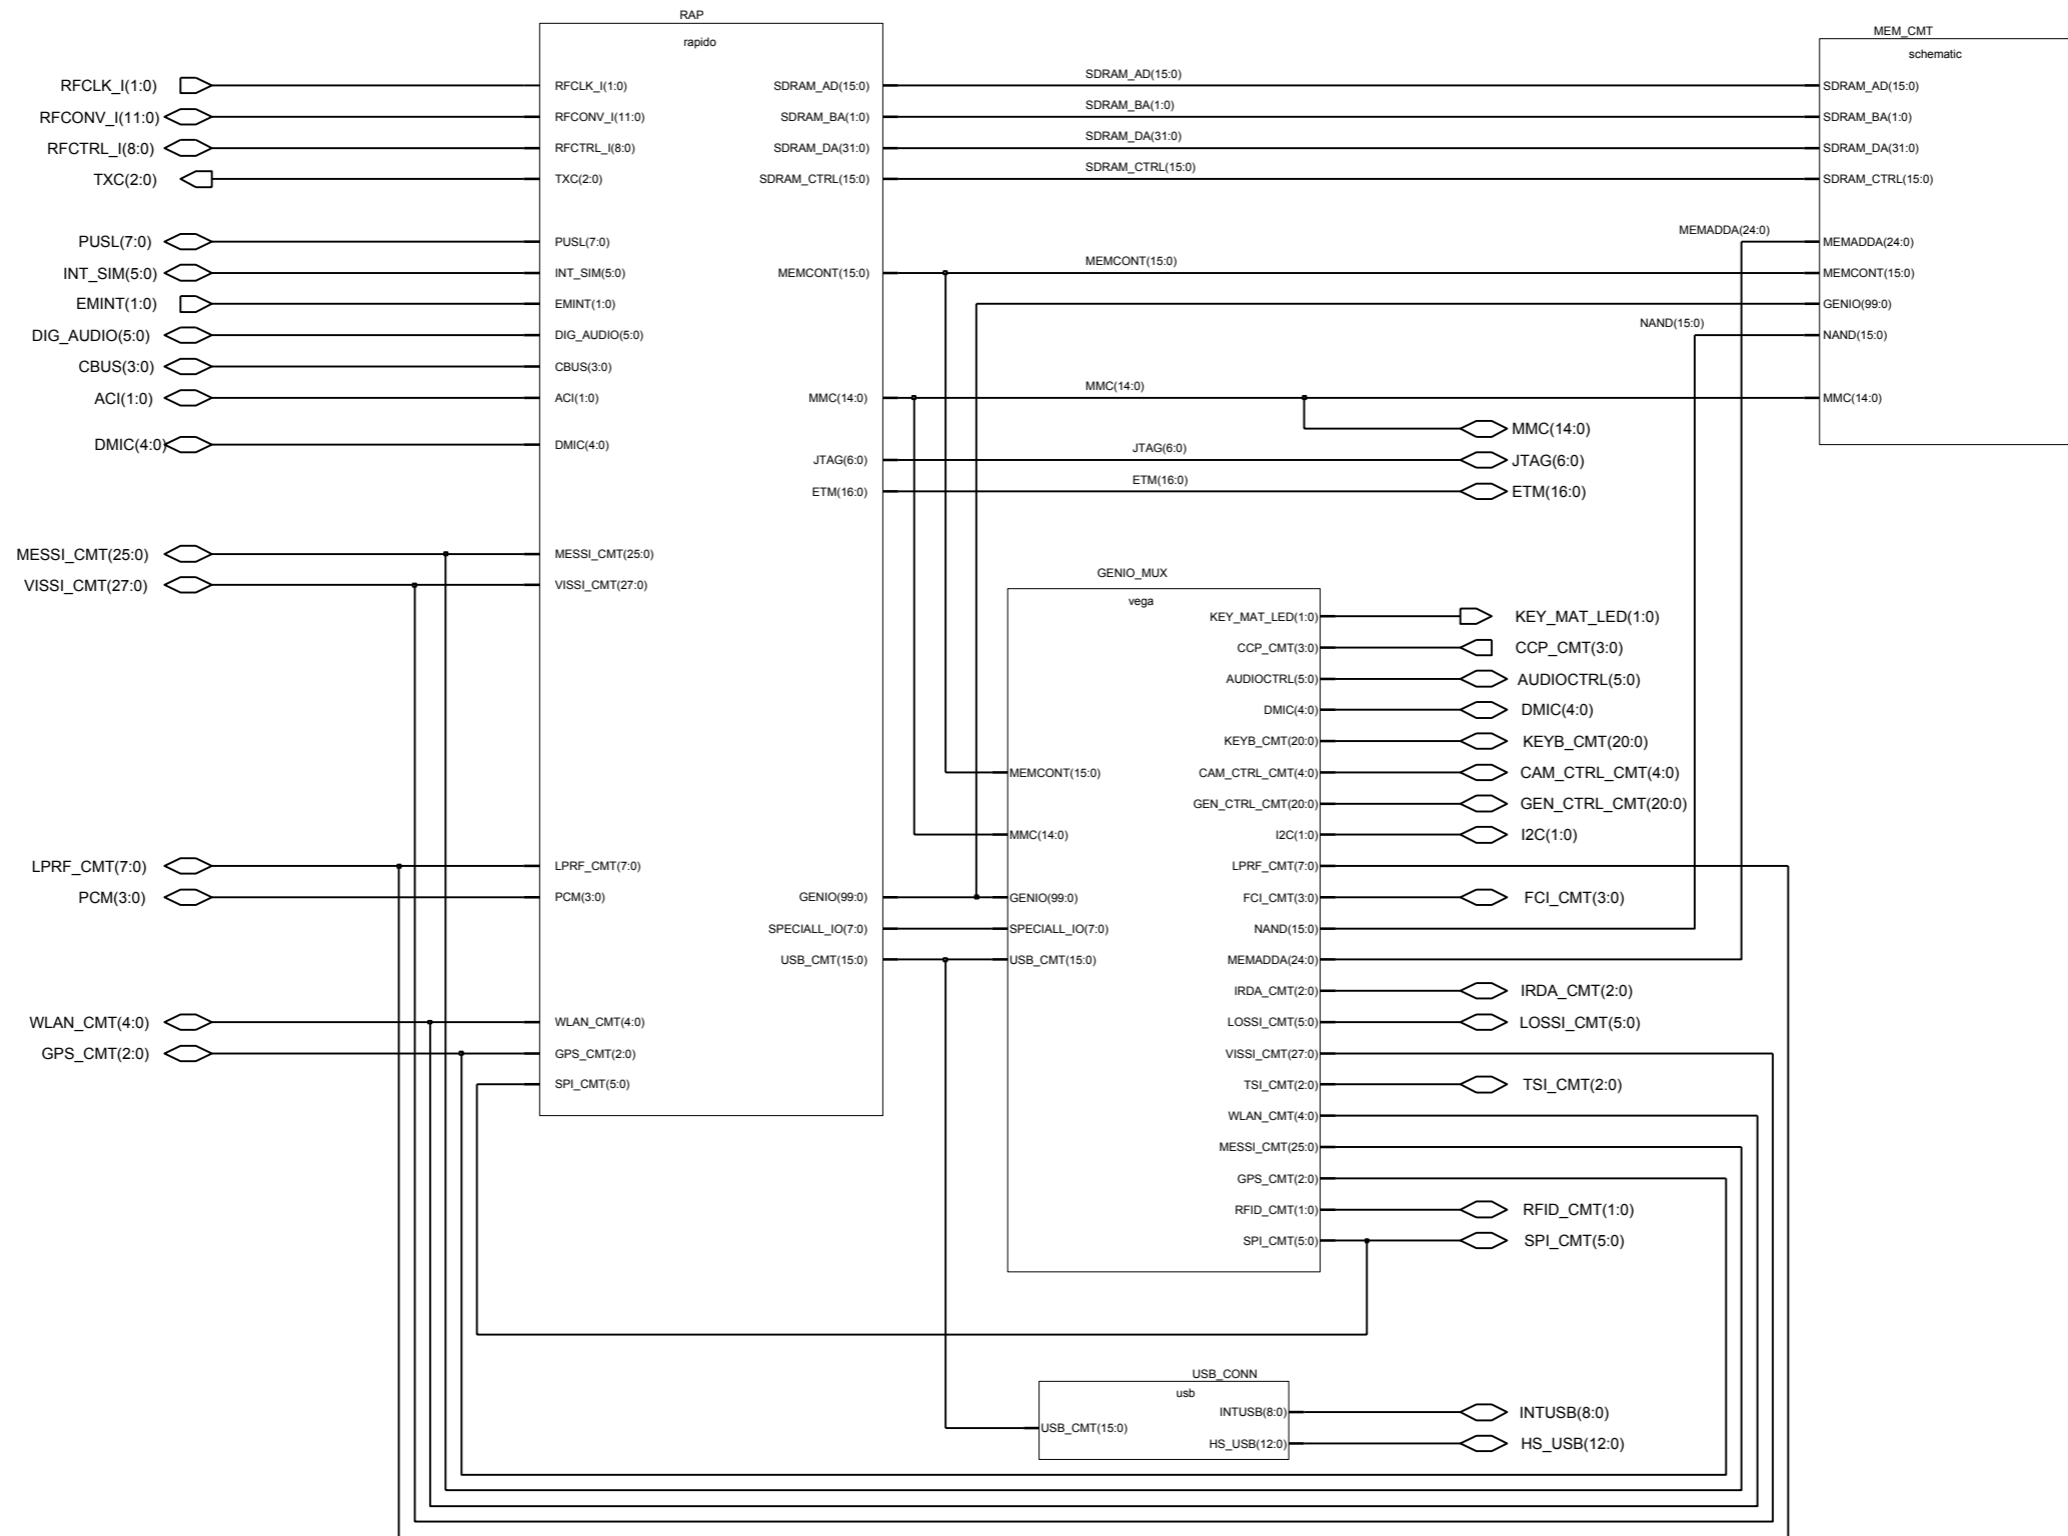 RAP
rapido
MEM_CMT
schematic
RFCLK_I(1:0)
RFCLK_I(1:0)
SDRAM_AD(15:0)
SDRAM_AD(15:0)
SDRAM_AD(15:0)
RFCONV_I(11:0)
RFCONV_I(11:0)
SDRAM_BA(1:0)
SDRAM_BA(1:0)
SDRAM_BA(1:0)
RFCTRL_I(8:0)
RFCTRL_I(8:0)
SDRAM_DA(31:0)
SDRAM_DA(31:0)
SDRAM_DA(31:0)
TXC(2:0)
TXC(2:0)
SDRAM_CTRL(15:0)
SDRAM_CTRL(15:0)
SDRAM_CTRL(15:0)
PUSL(7:0)
PUSL(7:0)
MEMADDA(24:0)
MEMADDA(24:0)
INT_SIM(5:0)
INT_SIM(5:0)
MEMCONT(15:0)
MEMCONT(15:0)
MEMCONT(15:0)
EMINT(1:0)
EMINT(1:0)
GENIO(99:0)
DIG_AUDIO(5:0)
DIG_AUDIO(5:0)
NAND(15:0)
NAND(15:0)
CBUS(3:0)
CBUS(3:0)
ACI(1:0)
ACI(1:0)
MMC(14:0)
MMC(14:0)
MMC(14:0)
MMC(14:0)
DMIC(4:0)
DMIC(4:0)
JTAG(6:0)
JTAG(6:0)
JTAG(6:0)
ETM(16:0)
ETM(16:0)
ETM(16:0)
MESSI_CMT(25:0)
MESSI_CMT(25:0)
VISSI_CMT(27:0)
VISSI_CMT(27:0)
GENIO_MUX
vega
KEY_MAT_LED(1:0)
KEY_MAT_LED(1:0)
CCP_CMT(3:0)
CCP_CMT(3:0)
AUDIOCTRL(5:0)
AUDIOCTRL(5:0)
DMIC(4:0)
DMIC(4:0)
KEYB_CMT(20:0)
KEYB_CMT(20:0)
MEMCONT(15:0)
CAM_CTRL_CMT(4:0)
CAM_CTRL_CMT(4:0)
GEN_CTRL_CMT(20:0)
GEN_CTRL_CMT(20:0)
MMC(14:0)
I2C(1:0)
I2C(1:0)
LPRF_CMT(7:0)
LPRF_CMT(7:0)
LPRF_CMT(7:0)
PCM(3:0)
PCM(3:0)
GENIO(99:0)
GENIO(99:0)
FCI_CMT(3:0)
FCI_CMT(3:0)
SPECIALL_IO(7:0)
SPECIALL_IO(7:0)
NAND(15:0)
USB_CMT(15:0)
USB_CMT(15:0)
MEMADDA(24:0)
IRDA_CMT(2:0)
IRDA_CMT(2:0)
WLAN_CMT(4:0)
WLAN_CMT(4:0)
LOSSI_CMT(5:0)
LOSSI_CMT(5:0)
GPS_CMT(2:0)
GPS_CMT(2:0)
VISSI_CMT(27:0)
SPI_CMT(5:0)
TSI_CMT(2:0)
TSI_CMT(2:0)
WLAN_CMT(4:0)
MESSI_CMT(25:0)
GPS_CMT(2:0)
RFID_CMT(1:0)
RFID_CMT(1:0)
SPI_CMT(5:0)
SPI_CMT(5:0)
USB_CONN
usb
INTUSB(8:0)
INTUSB(8:0)
USB_CMT(15:0)
HS_USB(12:0)
HS_USB(12:0)